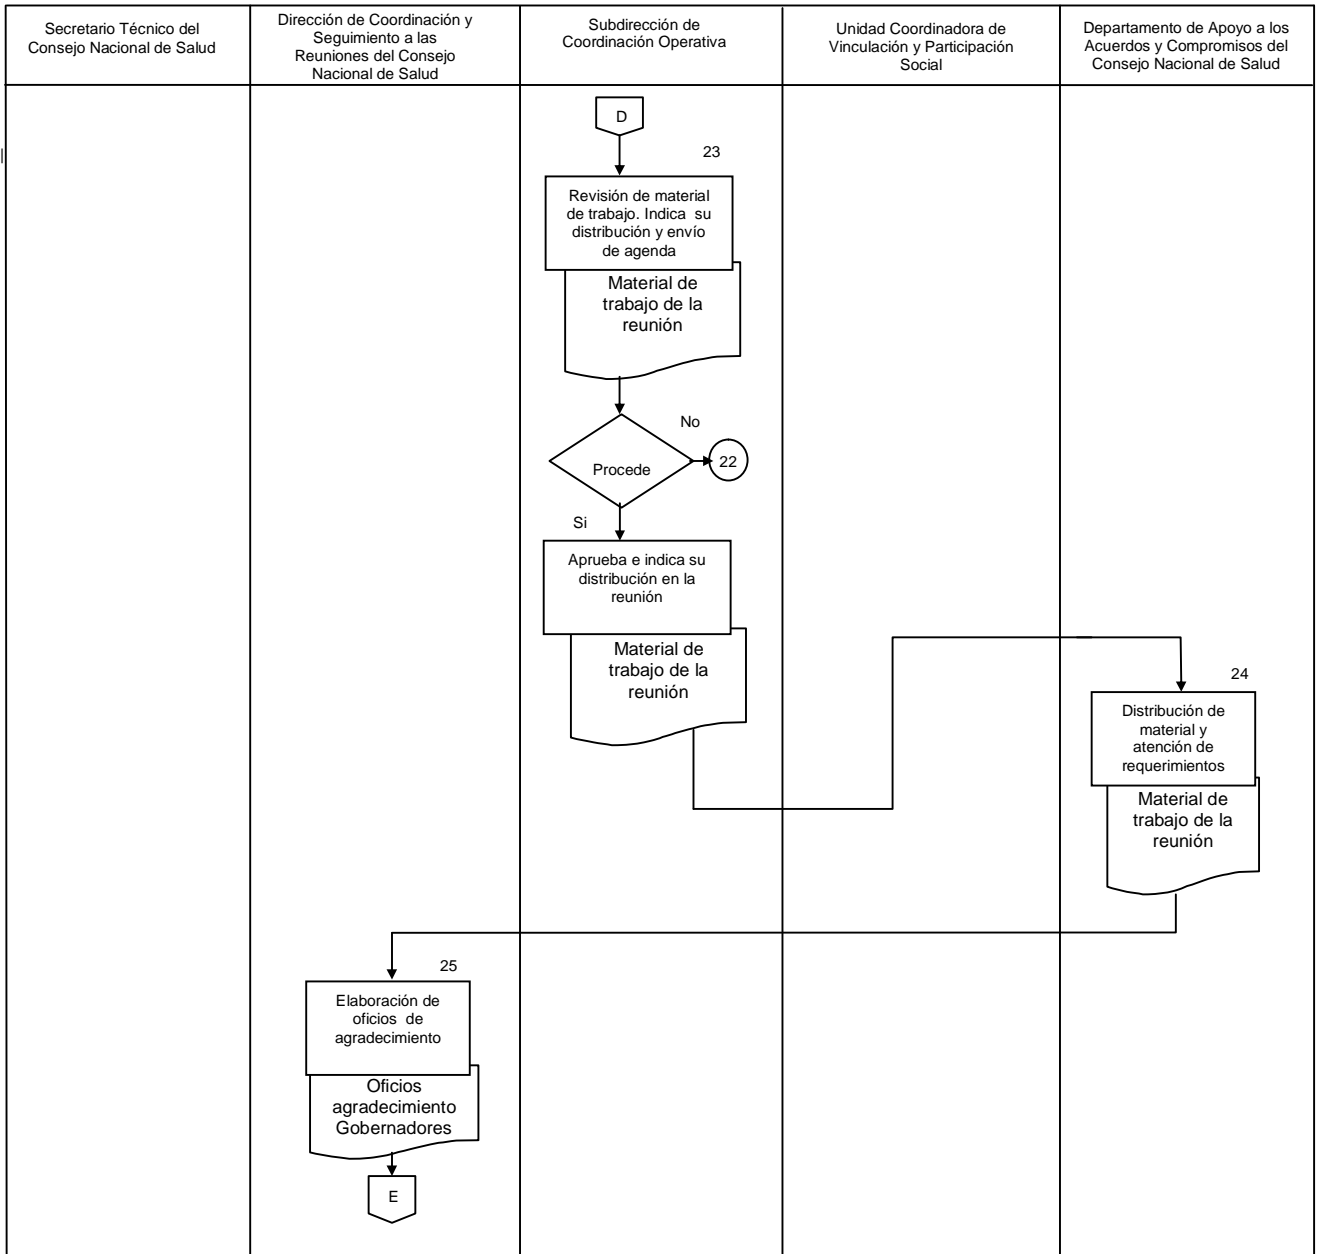 Secretario Técnico del
Consejo Nacional de Salud
Dirección de Coordinación y
Seguimiento a las
Reuniones del Consejo
Nacional de Salud
Subdirección de
Coordinación Operativa
Unidad Coordinadora de
Vinculación y Participación
Social
Departamento de Apoyo a los
Acuerdos y Compromisos del
Consejo Nacional de Salud
D
23
Revisión de material
de trabajo. Indica su
distribución y envío
de agenda
Material de
trabajo de la
reunión
No
Procede
22
Si
Aprueba e indica su
distribución en la
reunión
Material de
trabajo de la
reunión
24
Distribución de
material y
atención de
requerimientos
Material de
trabajo de la
reunión
25
Elaboración de
oficios de
agradecimiento
Oficios
agradecimiento
Gobernadores
E